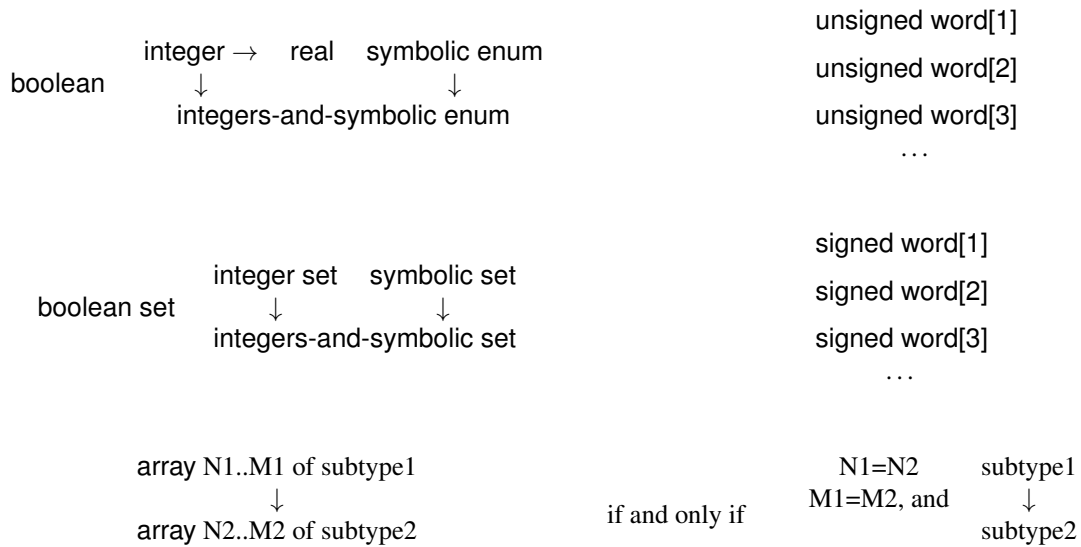 boolean
integer → real symbolic enum
↓ ↓
integers-and-symbolic enum
unsigned word[1]
unsigned word[2]
unsigned word[3]
...
boolean set
integer set symbolic set
↓ ↓
integers-and-symbolic set
signed word[1]
signed word[2]
signed word[3]
...
array N1..M1 of subtype1
↓
array N2..M2 of subtype2
if and only if
N1=N2
M1=M2, and
subtype1
↓
subtype2